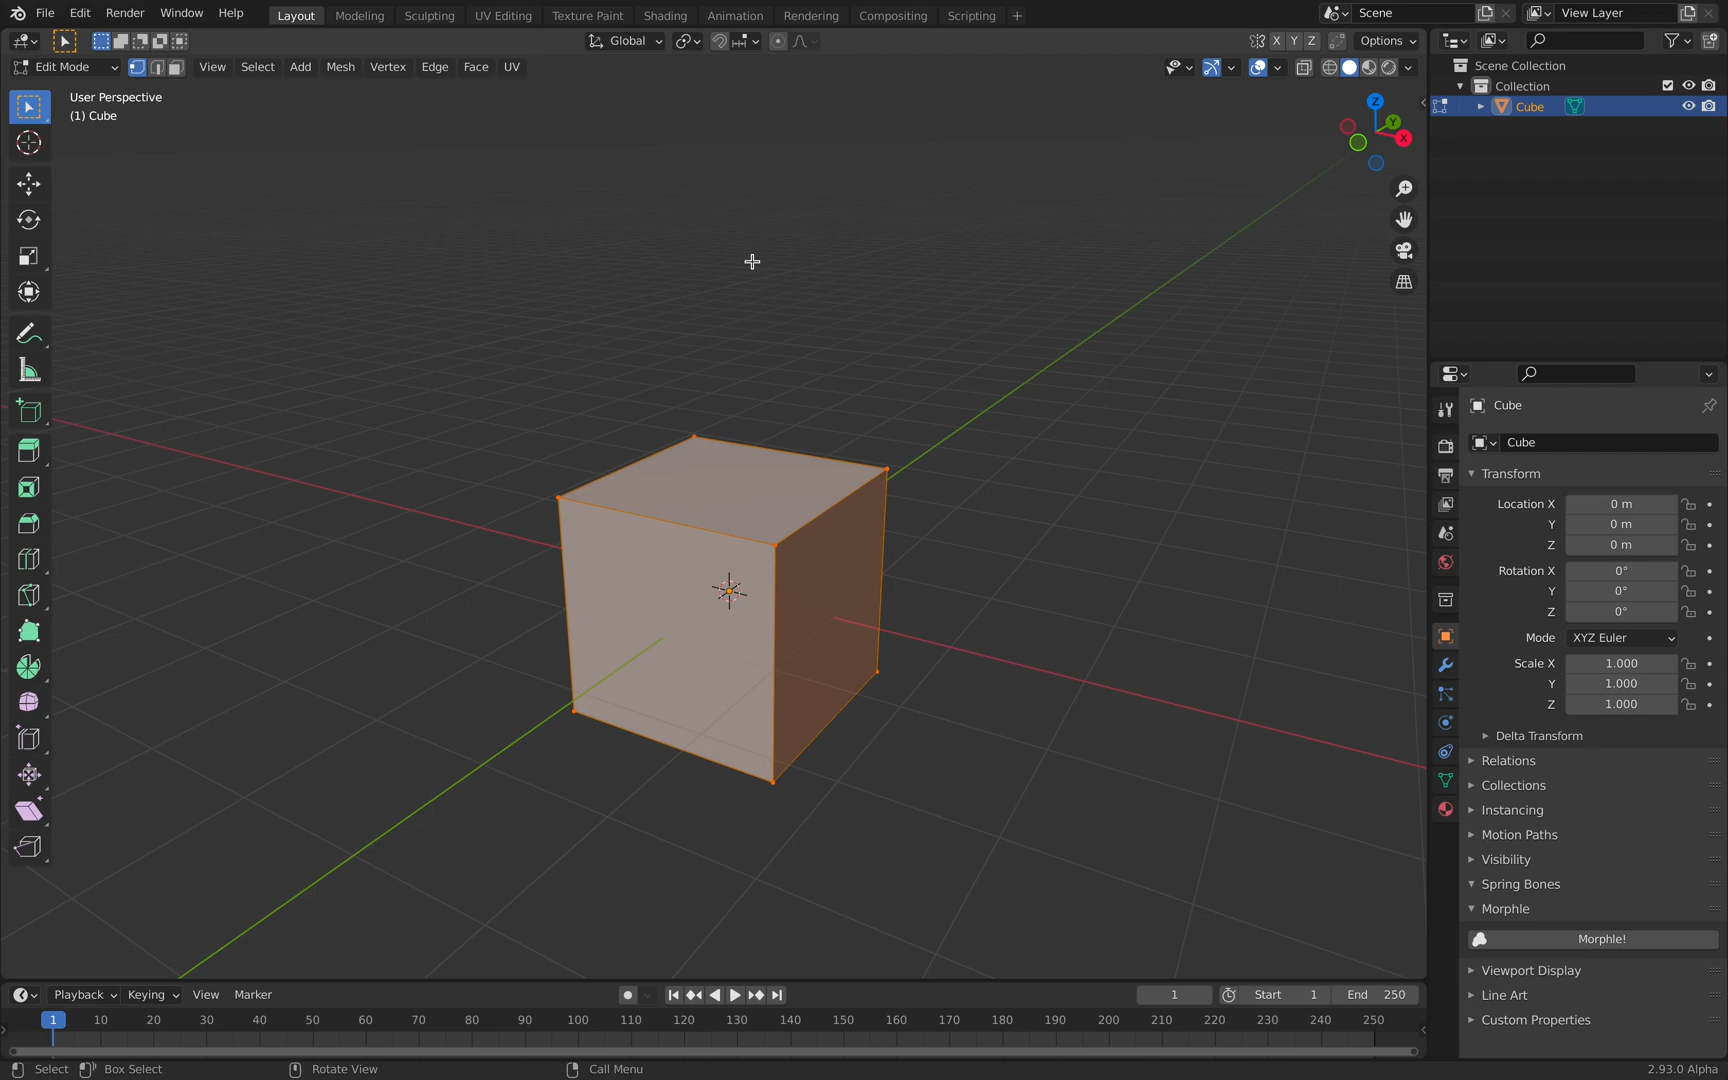 File Edit Render Window Help Layout Modeling Sculpting UV Editing Texture Paint Shading Animation Rendering Compositing Scripting + Scene View Layer
Global X Y Z Options
Edit Mode View Select Add Mesh Vertex Edge Face UV
User Perspective
(1) Cube
Z
Y
X
Scene Collection
Collection
Cube
Cube
Cube
Transform
Location X 0 m
Y 0 m
Z 0 m
Rotation X 0°
Y 0°
Z 0°
Mode XYZ Euler
Scale X 1.000
Y 1.000
Z 1.000
Delta Transform
Relations
Collections
Instancing
Motion Paths
Visibility
Spring Bones
Morphle
Morphle!
Viewport Display
Line Art
Custom Properties
Playback Keying View Marker 1 Start 1 End 250
1 10 20 30 40 50 60 70 80 90 100 110 120 130 140 150 160 170 180 190 200 210 220 230 240 250
Select Box Select Rotate View Call Menu 2.93.0 Alpha